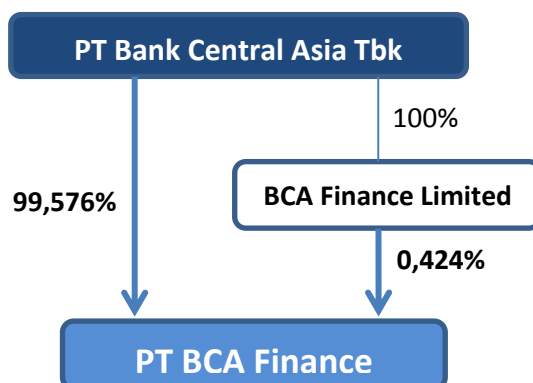 PT Bank Central Asia Tbk
100%
99,576%
BCA Finance Limited
0,424%
PT BCA Finance